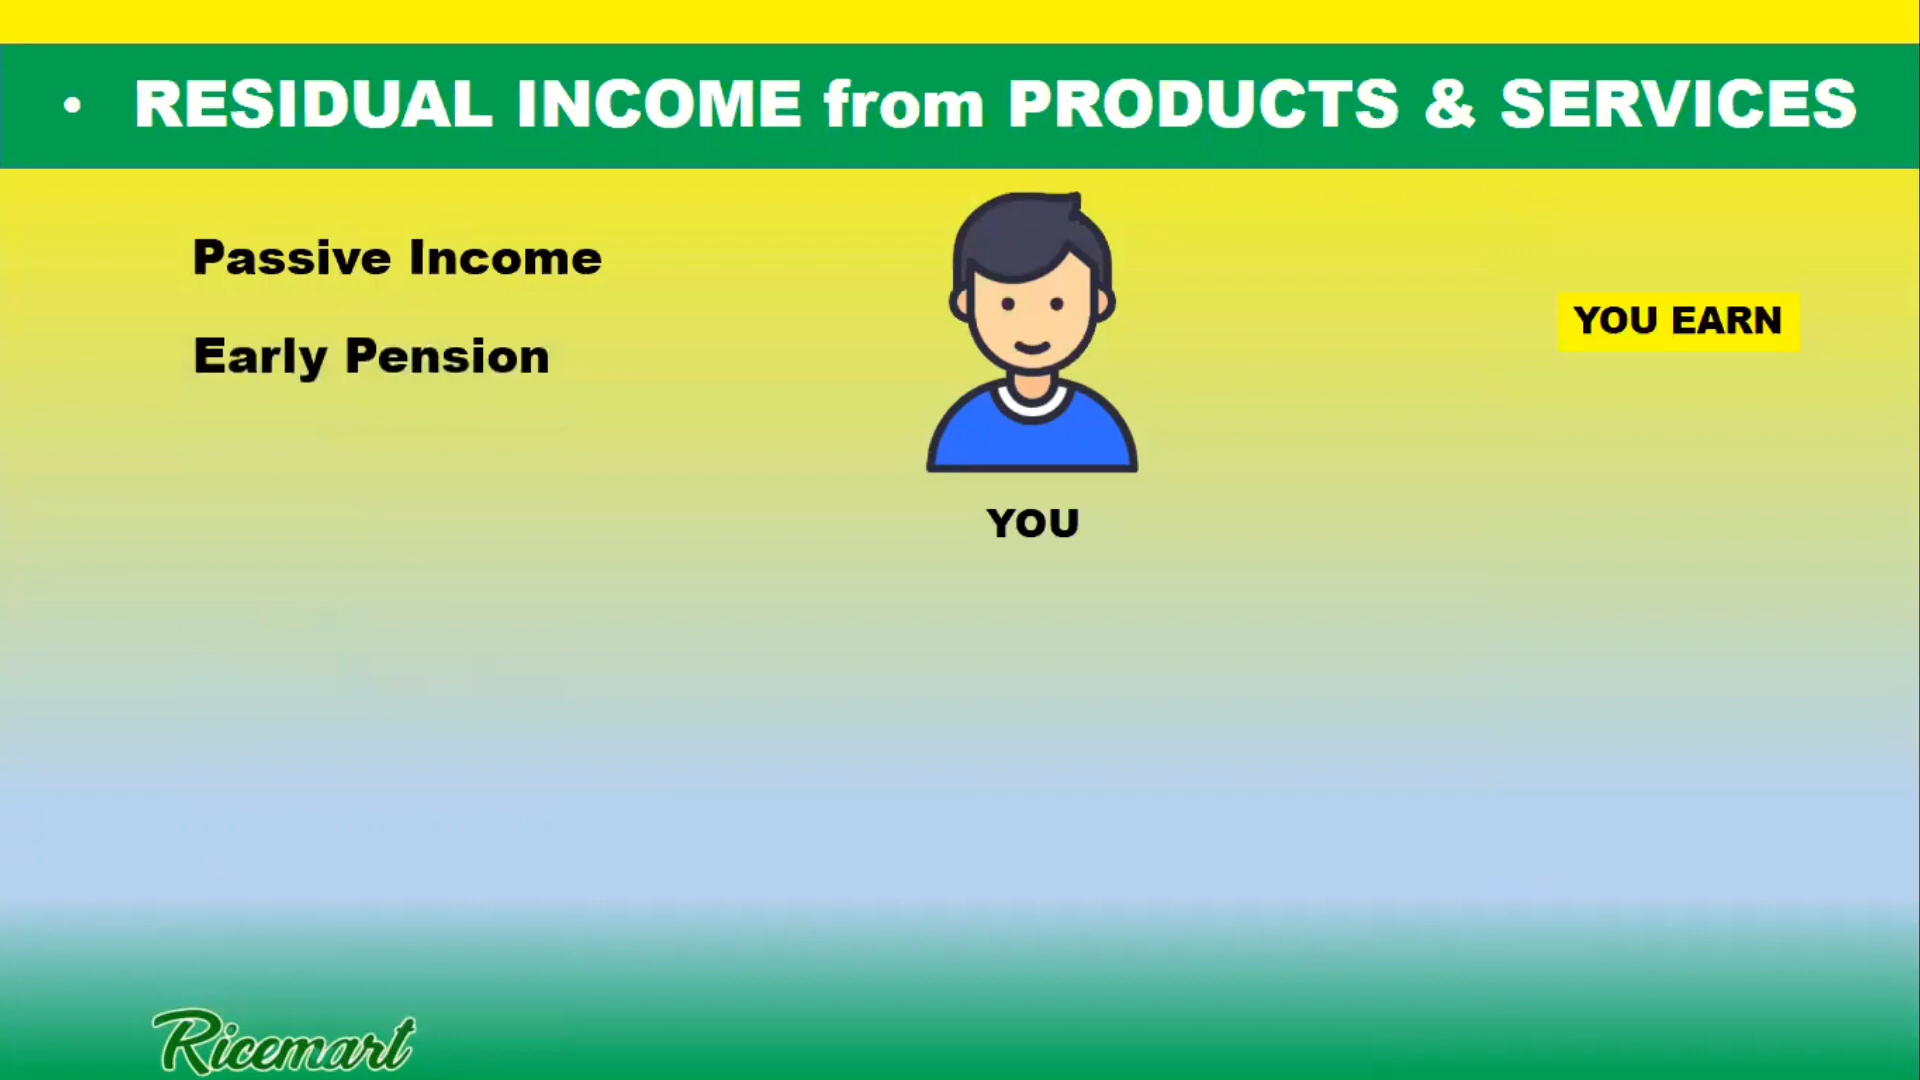 • RESIDUAL INCOME from PRODUCTS & SERVICES
Passive Income
Early Pension
YOU EARN
YOU
Ricemart